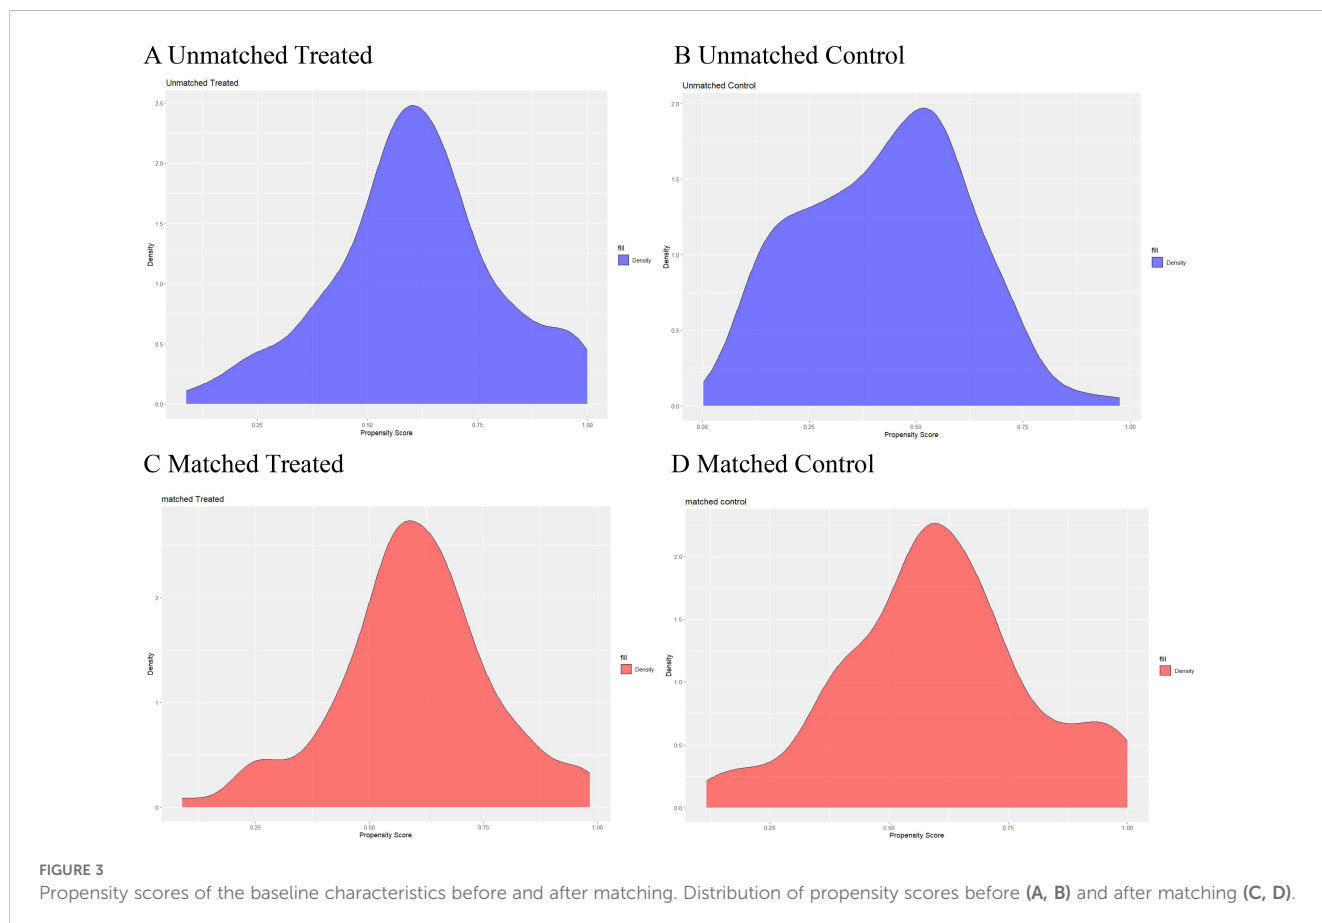 A Unmatched Treated
Unmatched Treated
2.5
2.0
1.5
1.0
0.5
0.0
Density
0.25
0.50
0.75
1.00
Propensity Score
fill
Density
B Unmatched Control
Unmatched Control
2.0
1.5
1.0
0.5
0.0
Density
0.00
0.25
0.50
0.75
1.00
Propensity Score
fill
Density
C Matched Treated
matched Treated
2
1
0
Density
0.25
0.50
0.75
1.00
Propensity Score
fill
Density
D Matched Control
matched control
2.0
1.5
1.0
0.5
0.0
Density
0.25
0.50
0.75
1.00
Propensity Score
fill
Density
FIGURE 3
Propensity scores of the baseline characteristics before and after matching. Distribution of propensity scores before (A, B) and after matching (C, D).